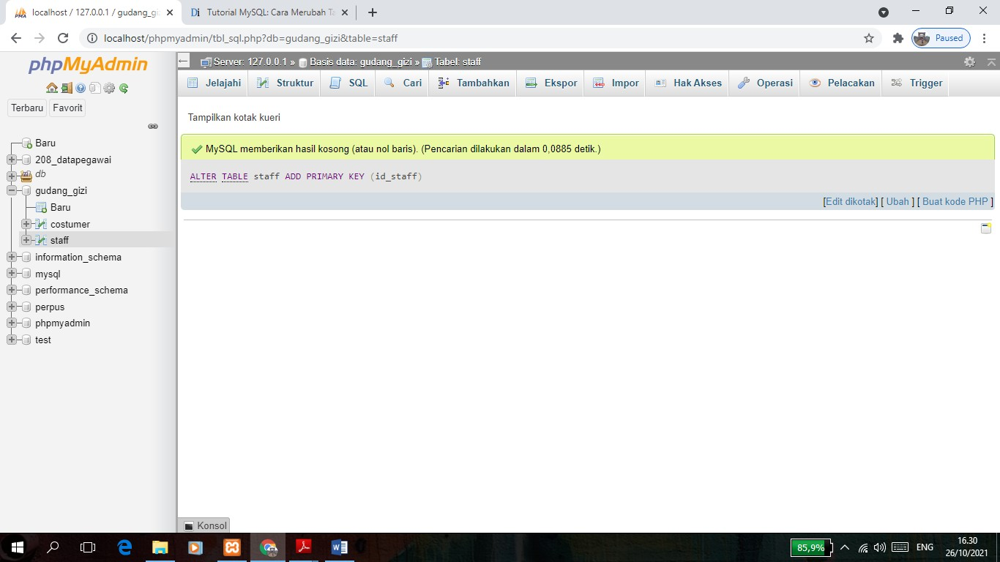 localhost / 127.0.0.1 / gudang_gi
Di Tutorial MySQL: Cara Merubah Ta
localhost/phpmyadmin/tbl_sql.php?db=gudang_gizi&table=staff
Paused
phpMyAdmin
Terbaru Favorit
Baru
208_datapegawai
db
gudang_gizi
Baru
costumer
staff
information_schema
mysql
performance_schema
perpus
phpmyadmin
test
Server: 127.0.0.1 » Basis data: gudang_gizi » Tabel: staff
Jelajahi Struktur SQL Cari Tambahkan Ekspor Impor Hak Akses Operasi Pelacakan Trigger
Tampilkan kotak kueri
MySQL memberikan hasil kosong (atau nol baris). (Pencarian dilakukan dalam 0,0885 detik.)
ALTER TABLE staff ADD PRIMARY KEY (id_staff)
[Edit dikotak] [ Ubah ] [ Buat kode PHP ]
Konsol
85,9% ENG 16.30
26/10/2021